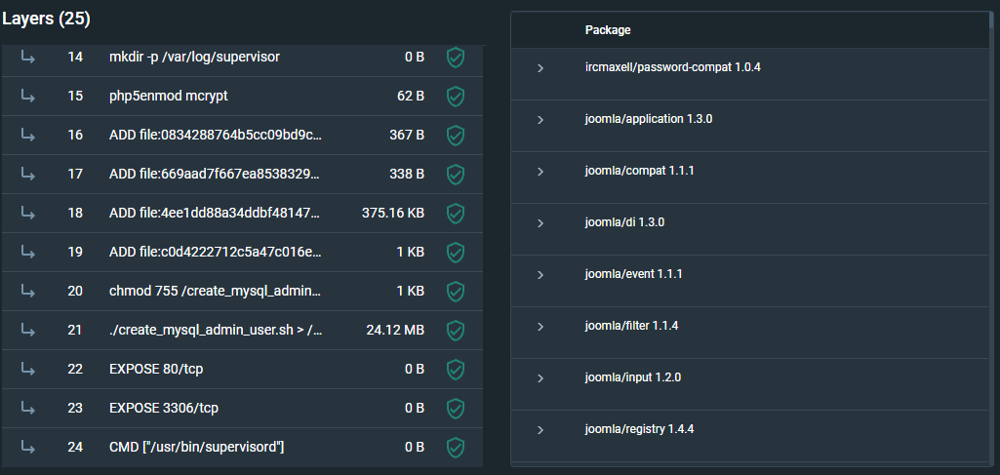 Layers (25)
14 mkdir -p /var/log/supervisor 0 B
15 php5enmod mcrypt 62 B
16 ADD file:0834288764b5cc09bd9c... 367 B
17 ADD file:669aad7f667ea8538329... 338 B
18 ADD file:4ee1dd88a34ddbf48147... 375.16 KB
19 ADD file:c0d4222712c5a47c016e... 1 KB
20 chmod 755 /create_mysql_admin... 1 KB
21 ./create_mysql_admin_user.sh > /... 24.12 MB
22 EXPOSE 80/tcp 0 B
23 EXPOSE 3306/tcp 0 B
24 CMD ["/usr/bin/supervisord"] 0 B
Package
ircmaxell/password-compat 1.0.4
joomla/application 1.3.0
joomla/compat 1.1.1
joomla/di 1.3.0
joomla/event 1.1.1
joomla/filter 1.1.4
joomla/input 1.2.0
joomla/registry 1.4.4